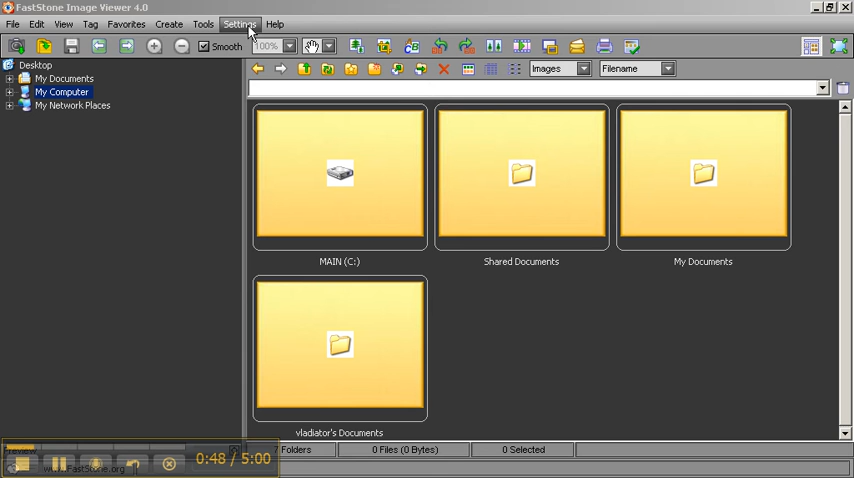 FastStone Image Viewer 4.0
File Edit View Tag Favorites Create Tools Settings Help
Smooth 100%
Desktop
My Documents
My Computer
My Network Places
Images Filename
MAIN (C:) Shared Documents My Documents
vladiator's Documents
7 Folders 0 Files (0 Bytes) 0 Selected
0:48 / 5:00
www.FastStone.org